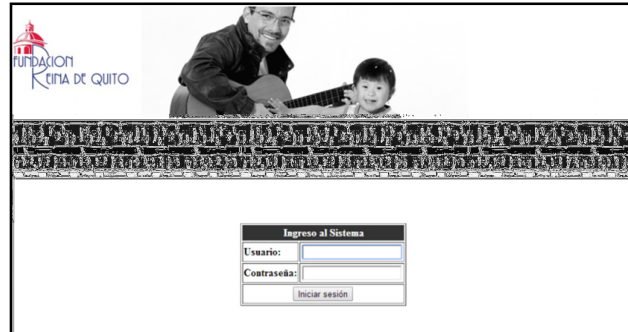 FUNDACION
REINA DE QUITO
Ingreso al Sistema
Usuario:
Contraseña:
Iniciar sesión